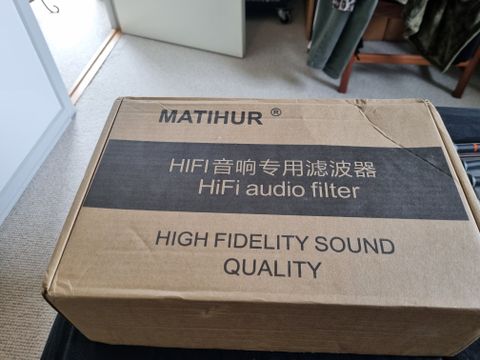 MATIHUR ®
HIFI音响专用滤波器
HiFi audio filter
HIGH FIDELITY SOUND
QUALITY